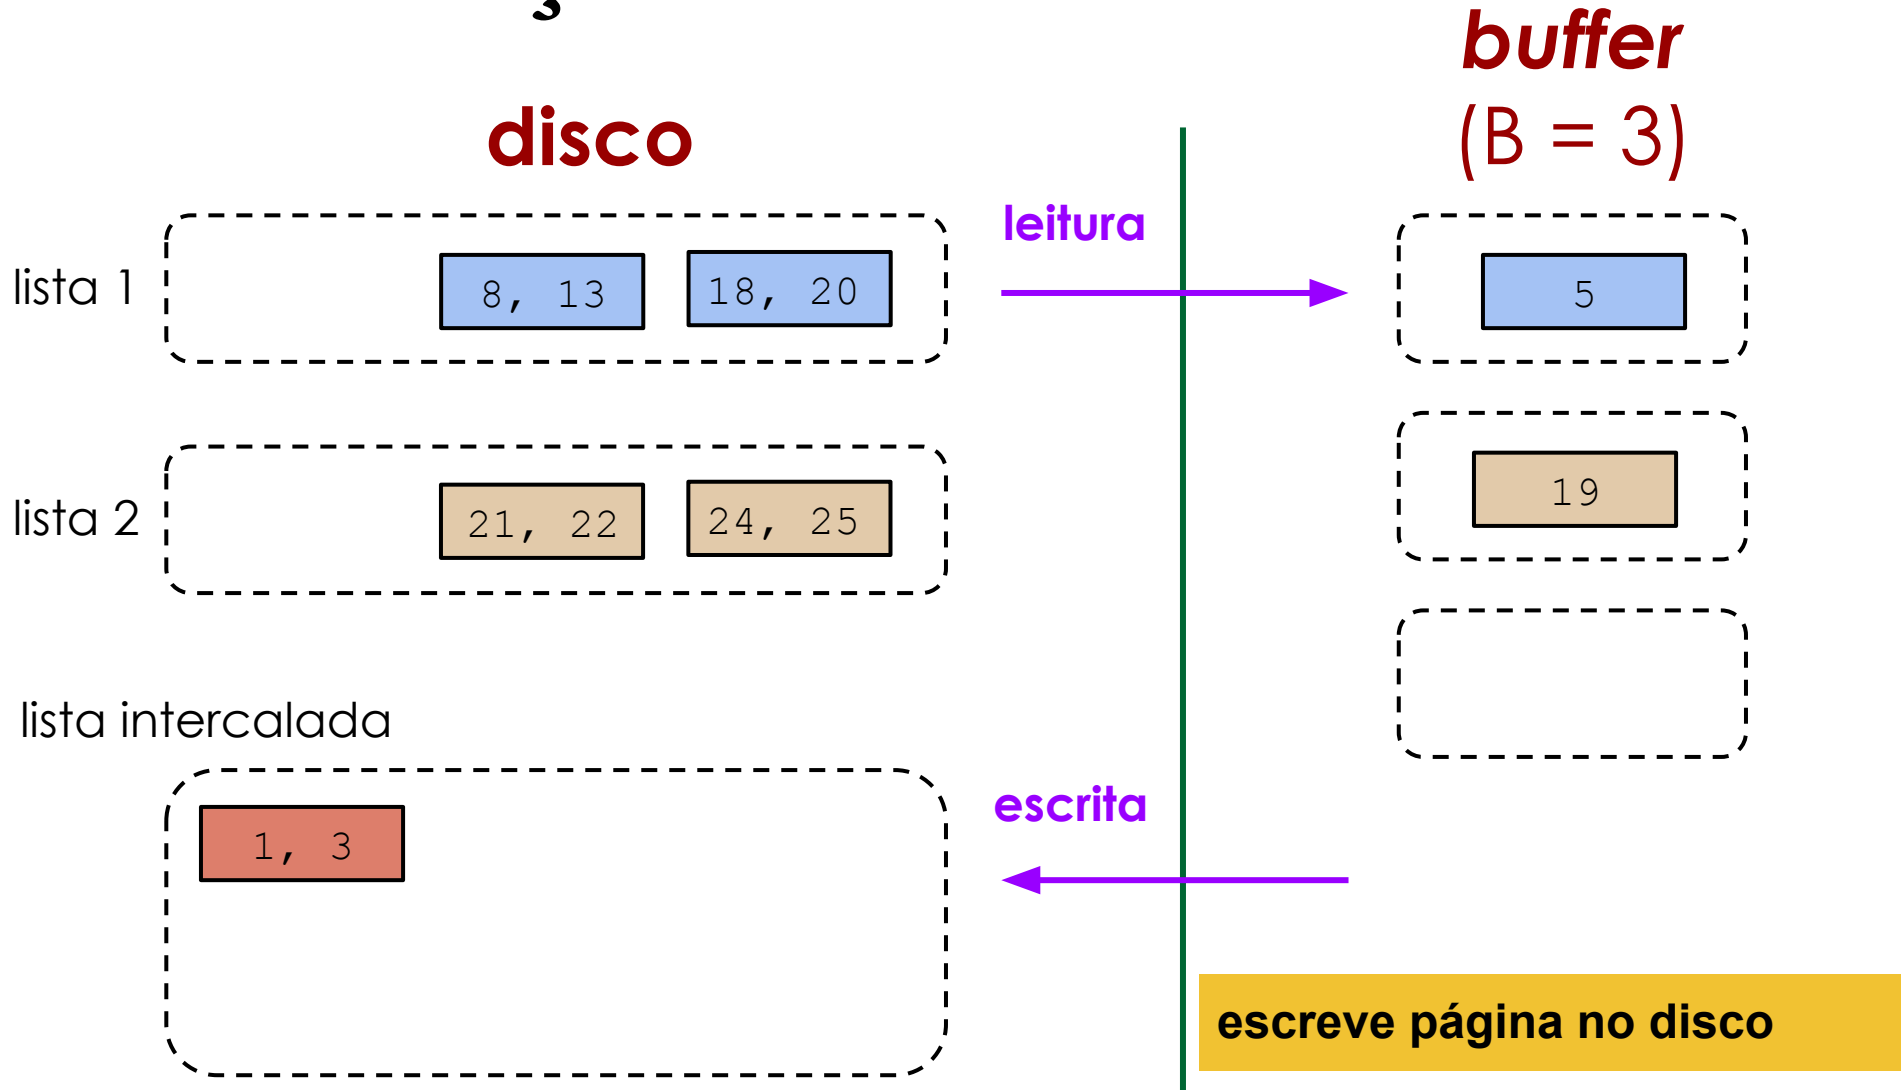 buffer
(B = 3)
disco
leitura
lista 1
8, 13
18, 20
5
lista 2
21, 22
24, 25
19
lista intercalada
1, 3
escrita
escreve página no disco